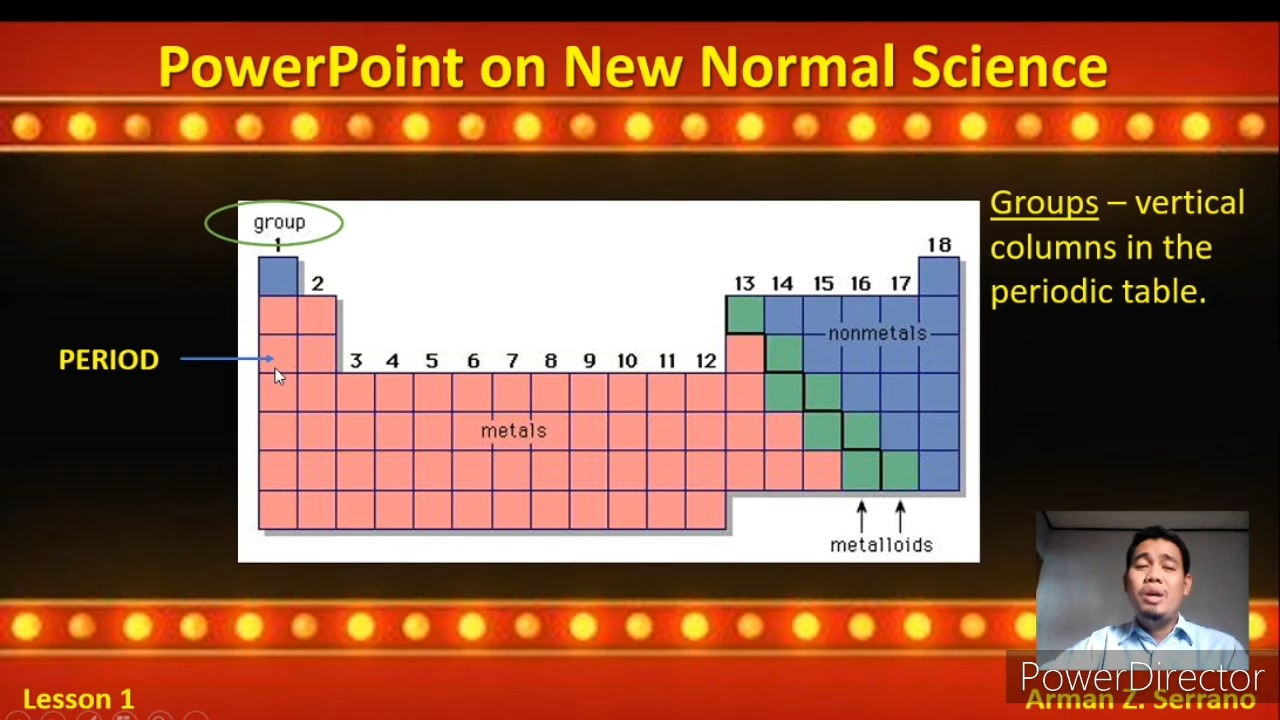 PowerPoint on New Normal Science
group
1
18
2
13 14 15 16 17
Groups – vertical
columns in the
periodic table.
nonmetals
PERIOD
3 4 5 6 7 8 9 10 11 12
metals
metalloids
PowerDirector
Lesson 1
Arman Z. Serrano